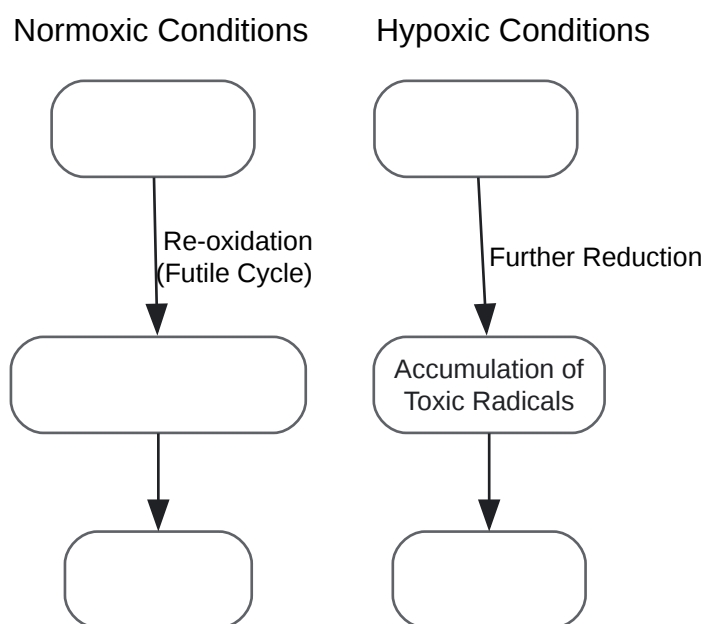 Normoxic Conditions
Hypoxic Conditions
Re-oxidation
(Futile Cycle)
Further Reduction
Accumulation of
Toxic Radicals